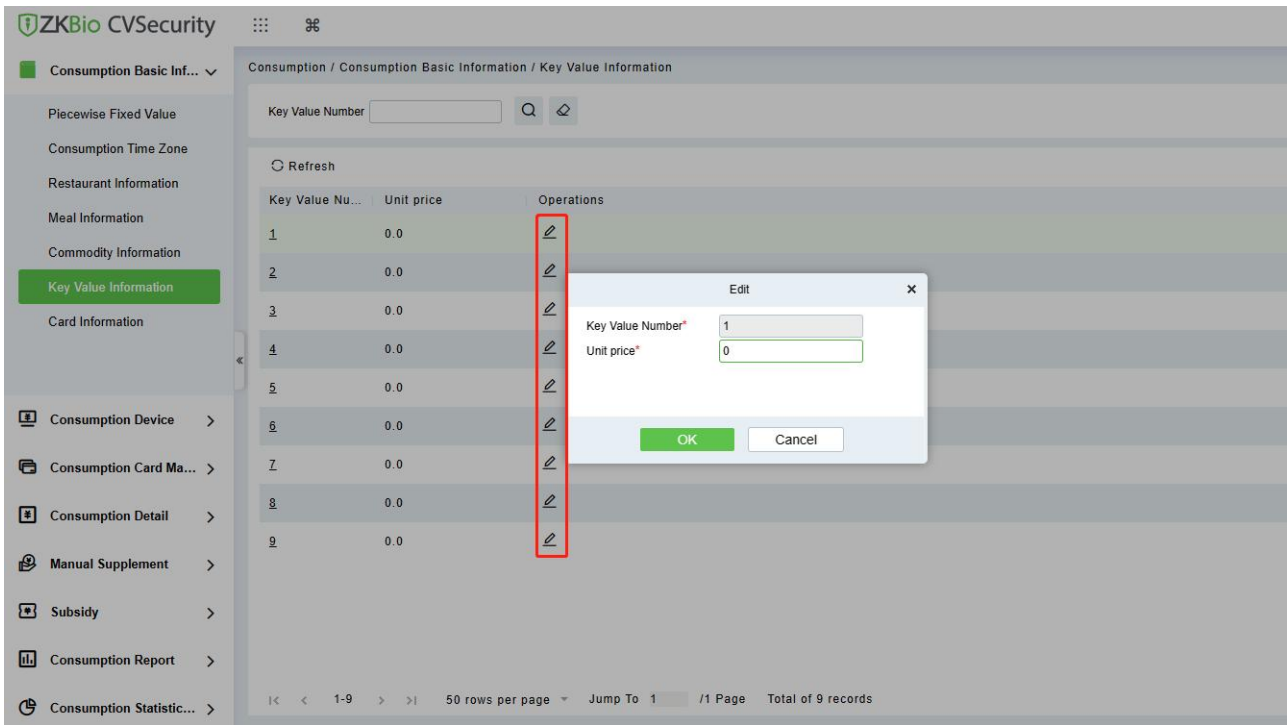 ZKBio CVSecurity
Consumption Basic Inf...
Piecewise Fixed Value
Consumption Time Zone
Restaurant Information
Meal Information
Commodity Information
Key Value Information
Card Information
Consumption Device
Consumption Card Ma...
Consumption Detail
Manual Supplement
Subsidy
Consumption Report
Consumption Statistic...
Consumption / Consumption Basic Information / Key Value Information
Key Value Number
Refresh
Key Value Nu... Unit price Operations
1 0.0
2 0.0
3 0.0
4 0.0
5 0.0
6 0.0
7 0.0
8 0.0
9 0.0
Edit
Key Value Number* 1
Unit price* 0
OK Cancel
1-9 50 rows per page Jump To 1 /1 Page Total of 9 records